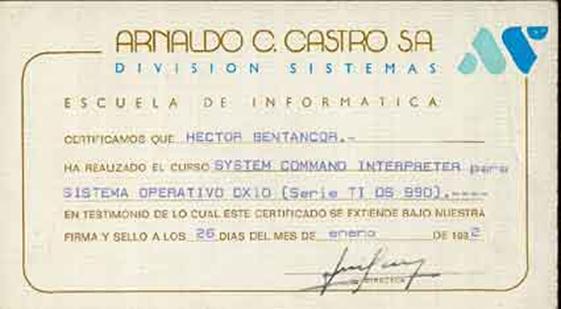 ARNALDO C. CASTRO S.A.
DIVISION SISTEMAS
ESCUELA DE INFORMATICA
CERTIFICAMOS QUE HECTOR BENTANCOR.-
HA REALIZADO EL CURSO SYSTEM COMMAND INTERPRETER para
SISTEMA OPERATIVO DX10 (Serie TI DS 990).----
EN TESTIMONIO DE LO CUAL ESTE CERTIFICADO SE EXTIENDE BAJO NUESTRA
FIRMA Y SELLO A LOS 26 DIAS DEL MES DE enero DE 1982